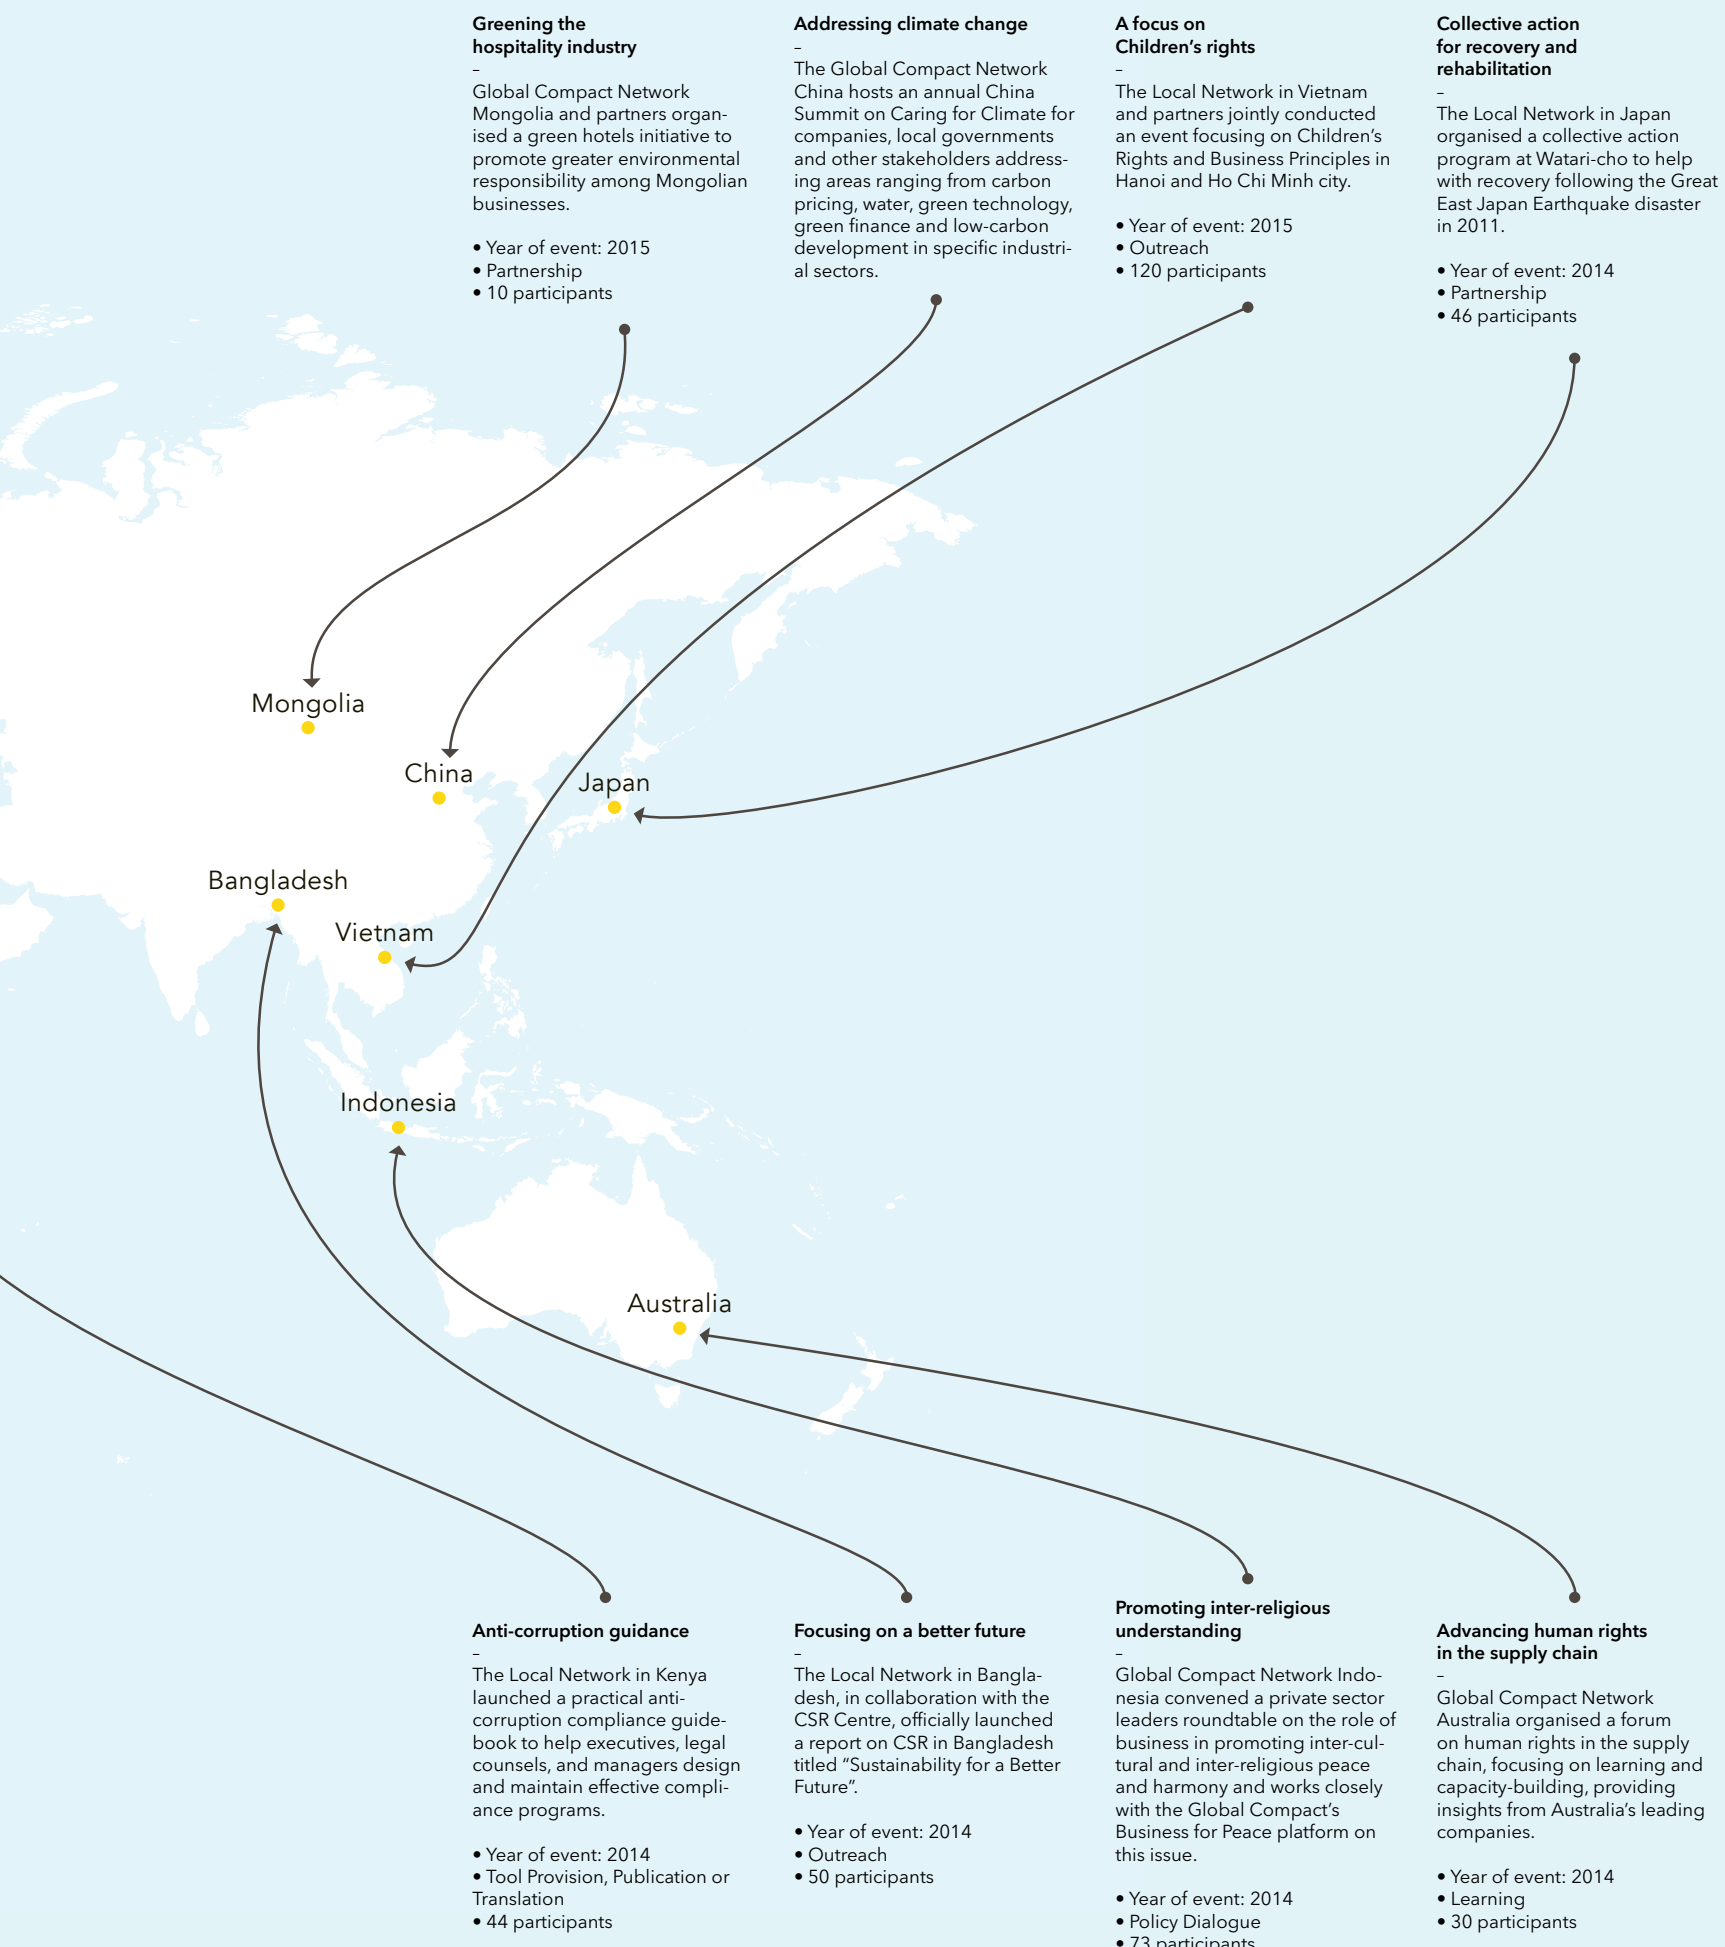 Greening the
hospitality industry
–
Global Compact Network
Mongolia and partners organ-
ised a green hotels initiative to
promote greater environmental
responsibility among Mongolian
businesses.
• Year of event: 2015
• Partnership
• 10 participants
Addressing climate change
–
The Global Compact Network
China hosts an annual China
Summit on Caring for Climate for
companies, local governments
and other stakeholders address-
ing areas ranging from carbon
pricing, water, green technology,
green finance and low-carbon
development in specific industri-
al sectors.
A focus on
Children's rights
–
The Local Network in Vietnam
and partners jointly conducted
an event focusing on Children's
Rights and Business Principles in
Hanoi and Ho Chi Minh city.
• Year of event: 2015
• Outreach
• 120 participants
Collective action
for recovery and
rehabilitation
–
The Local Network in Japan
organised a collective action
program at Watari-cho to help
with recovery following the Great
East Japan Earthquake disaster
in 2011.
• Year of event: 2014
• Partnership
• 46 participants
Mongolia
China
Japan
Bangladesh
Vietnam
Indonesia
Australia
Anti-corruption guidance
–
The Local Network in Kenya
launched a practical anti-
corruption compliance guide-
book to help executives, legal
counsels, and managers design
and maintain effective compli-
ance programs.
• Year of event: 2014
• Tool Provision, Publication or
Translation
• 44 participants
Focusing on a better future
–
The Local Network in Bangla-
desh, in collaboration with the
CSR Centre, officially launched
a report on CSR in Bangladesh
titled “Sustainability for a Better
Future”.
• Year of event: 2014
• Outreach
• 50 participants
Promoting inter-religious
understanding
–
Global Compact Network Indo-
nesia convened a private sector
leaders roundtable on the role of
business in promoting inter-cul-
tural and inter-religious peace
and harmony and works closely
with the Global Compact's
Business for Peace platform on
this issue.
• Year of event: 2014
• Policy Dialogue
• 73 participants
Advancing human rights
in the supply chain
–
Global Compact Network
Australia organised a forum
on human rights in the supply
chain, focusing on learning and
capacity-building, providing
insights from Australia's leading
companies.
• Year of event: 2014
• Learning
• 30 participants